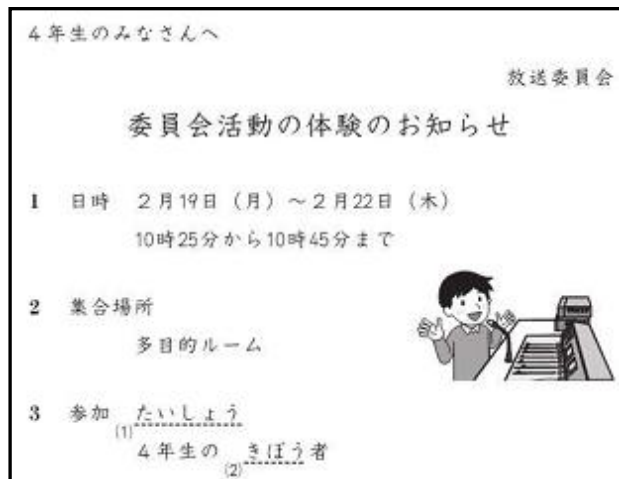 4年生のみなさんへ
放送委員会
委員会活動の体験のお知らせ
1 日時 2月19日（月）～2月22日（木）
10時25分から10時45分まで
2 集合場所
多目的ルーム
3 参加 (1)たいしょう
4年生の (2)きぼう者